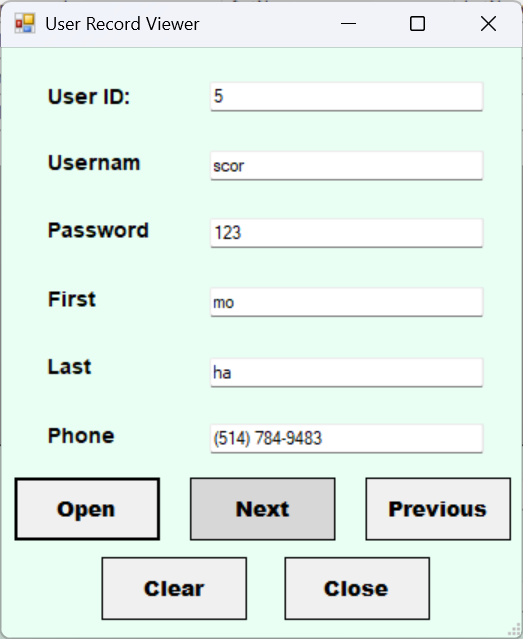 User Record Viewer
User ID: 5
Usernam scor
Password 123
First mo
Last ha
Phone (514) 784-9483
Open Next Previous
Clear Close